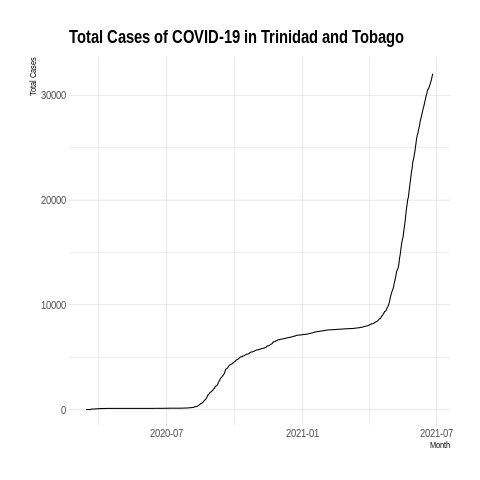 Total Cases of COVID-19 in Trinidad and Tobago
Total Cases
30000
20000
10000
0
2020-07 2021-01 2021-07
Month